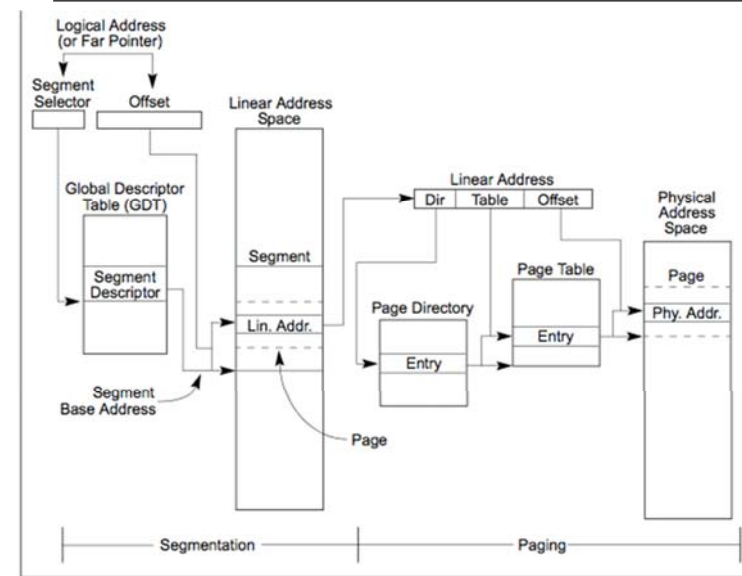 Logical Address
(or Far Pointer)
Segment
Selector
Offset
Linear Address
Space
Global Descriptor
Table (GDT)
Segment
Descriptor
Segment
Lin. Addr.
Segment
Base Address
Page
Linear Address
Dir
Table
Offset
Page Directory
Entry
Page Table
Entry
Physical
Address
Space
Page
Phy. Addr.
Segmentation
Paging